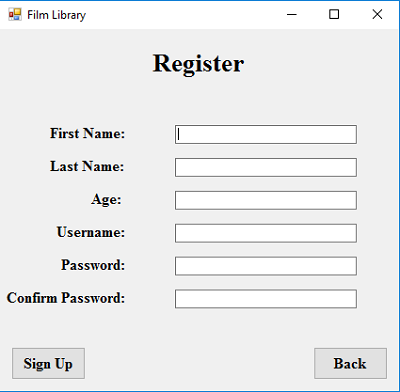 Film Library
Register
First Name:
Last Name:
Age:
Username:
Password:
Confirm Password:
Sign Up
Back